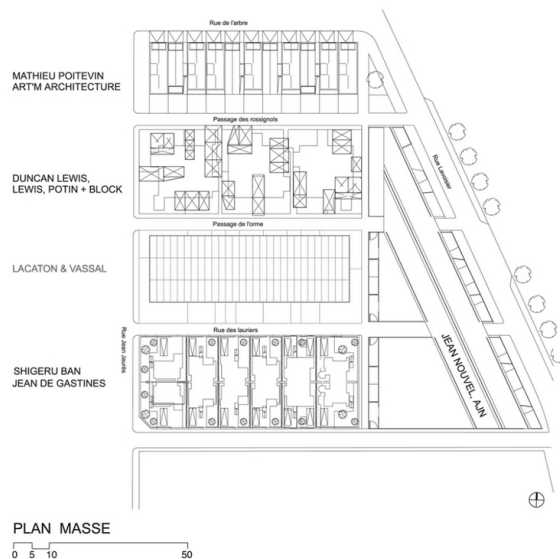 Rue de l'arbre
MATHIEU POITEVIN
ART'M ARCHITECTURE
Passage des rossignols
DUNCAN LEWIS,
LEWIS, POTIN + BLOCK
Rue Lavoisier
Passage de l'orme
LACATON & VASSAL
Rue Jean Jaurès
Rue des lauriers
SHIGERU BAN
JEAN DE GASTINES
JEAN NOUVEL, AJN
PLAN MASSE
0 5 10 50